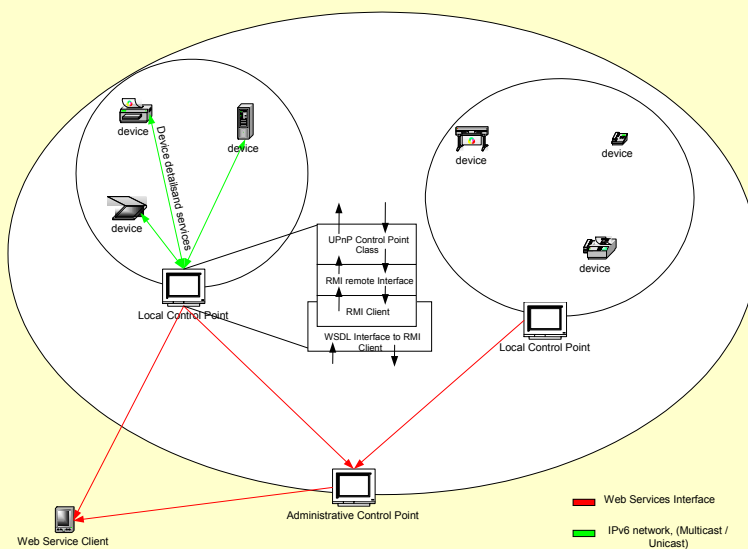 device
device
Device detailsand services
device
Local Control Point
UPnP Control Point
Class
RMI remote Interface
RMI Client
WSDL Interface to RMI
Client
device
device
Local Control Point
Administrative Control Point
Web Service Client
Web Services Interface
IPv6 network, (Multicast /
Unicast)